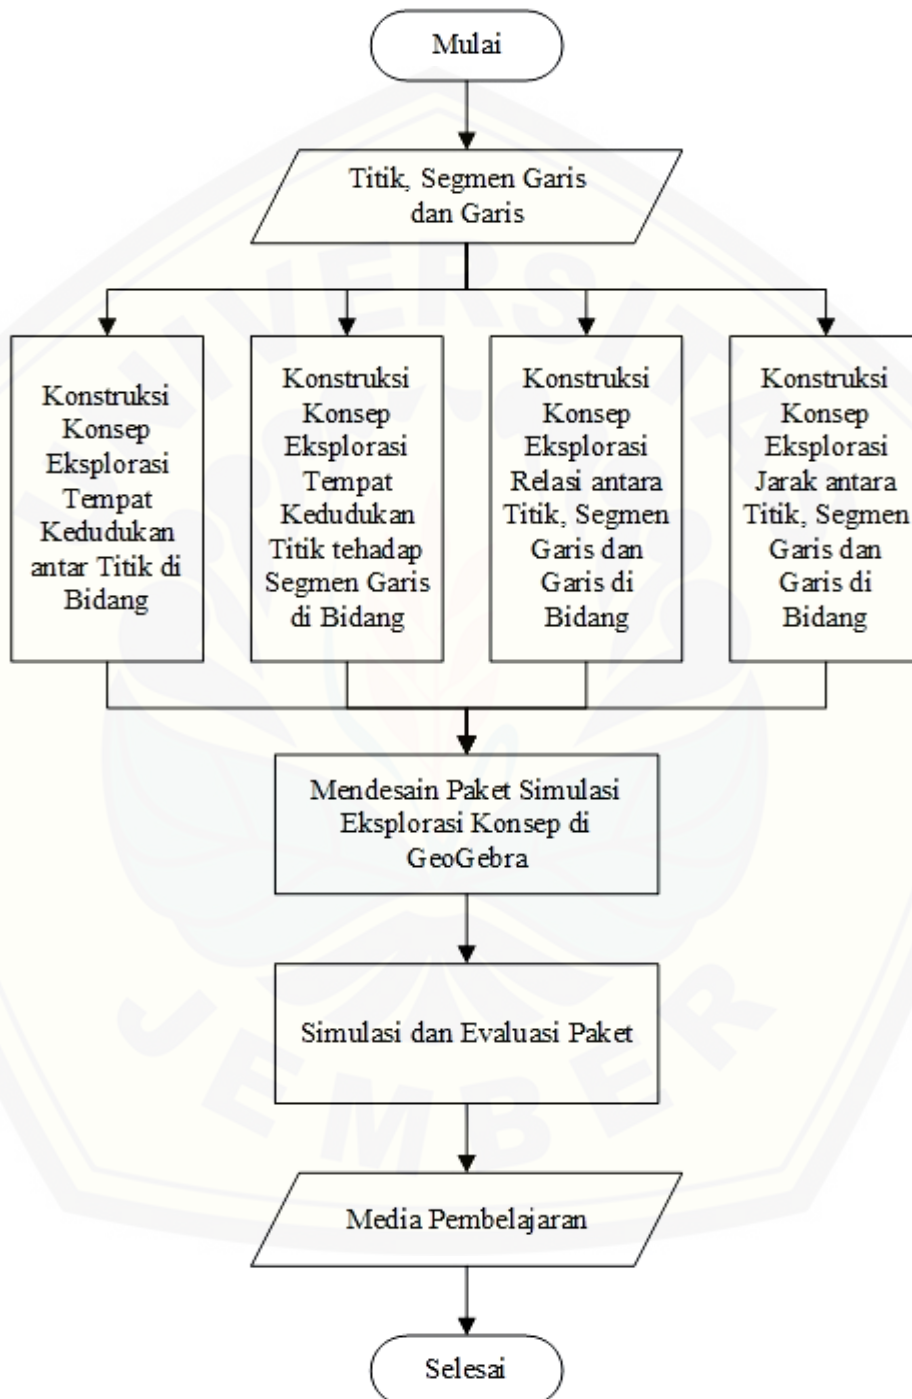 Mulai
Titik, Segmen Garis
dan Garis
Konstruksi
Konsep
Eksplorasi
Tempat
Kedudukan
antar Titik di
Bidang
Konstruksi
Konsep
Eksplorasi
Tempat
Kedudukan
Titik tehadap
Segmen Garis
di Bidang
Konstruksi
Konsep
Eksplorasi
Relasi antara
Titik, Segmen
Garis dan
Garis di
Bidang
Konstruksi
Konsep
Eksplorasi
Jarak antara
Titik, Segmen
Garis dan
Garis di
Bidang
Mendesain Paket Simulasi
Eksplorasi Konsep di
GeoGebra
Simulasi dan Evaluasi Paket
Media Pembelajaran
Selesai
UNIVERSITAS
JEMBER